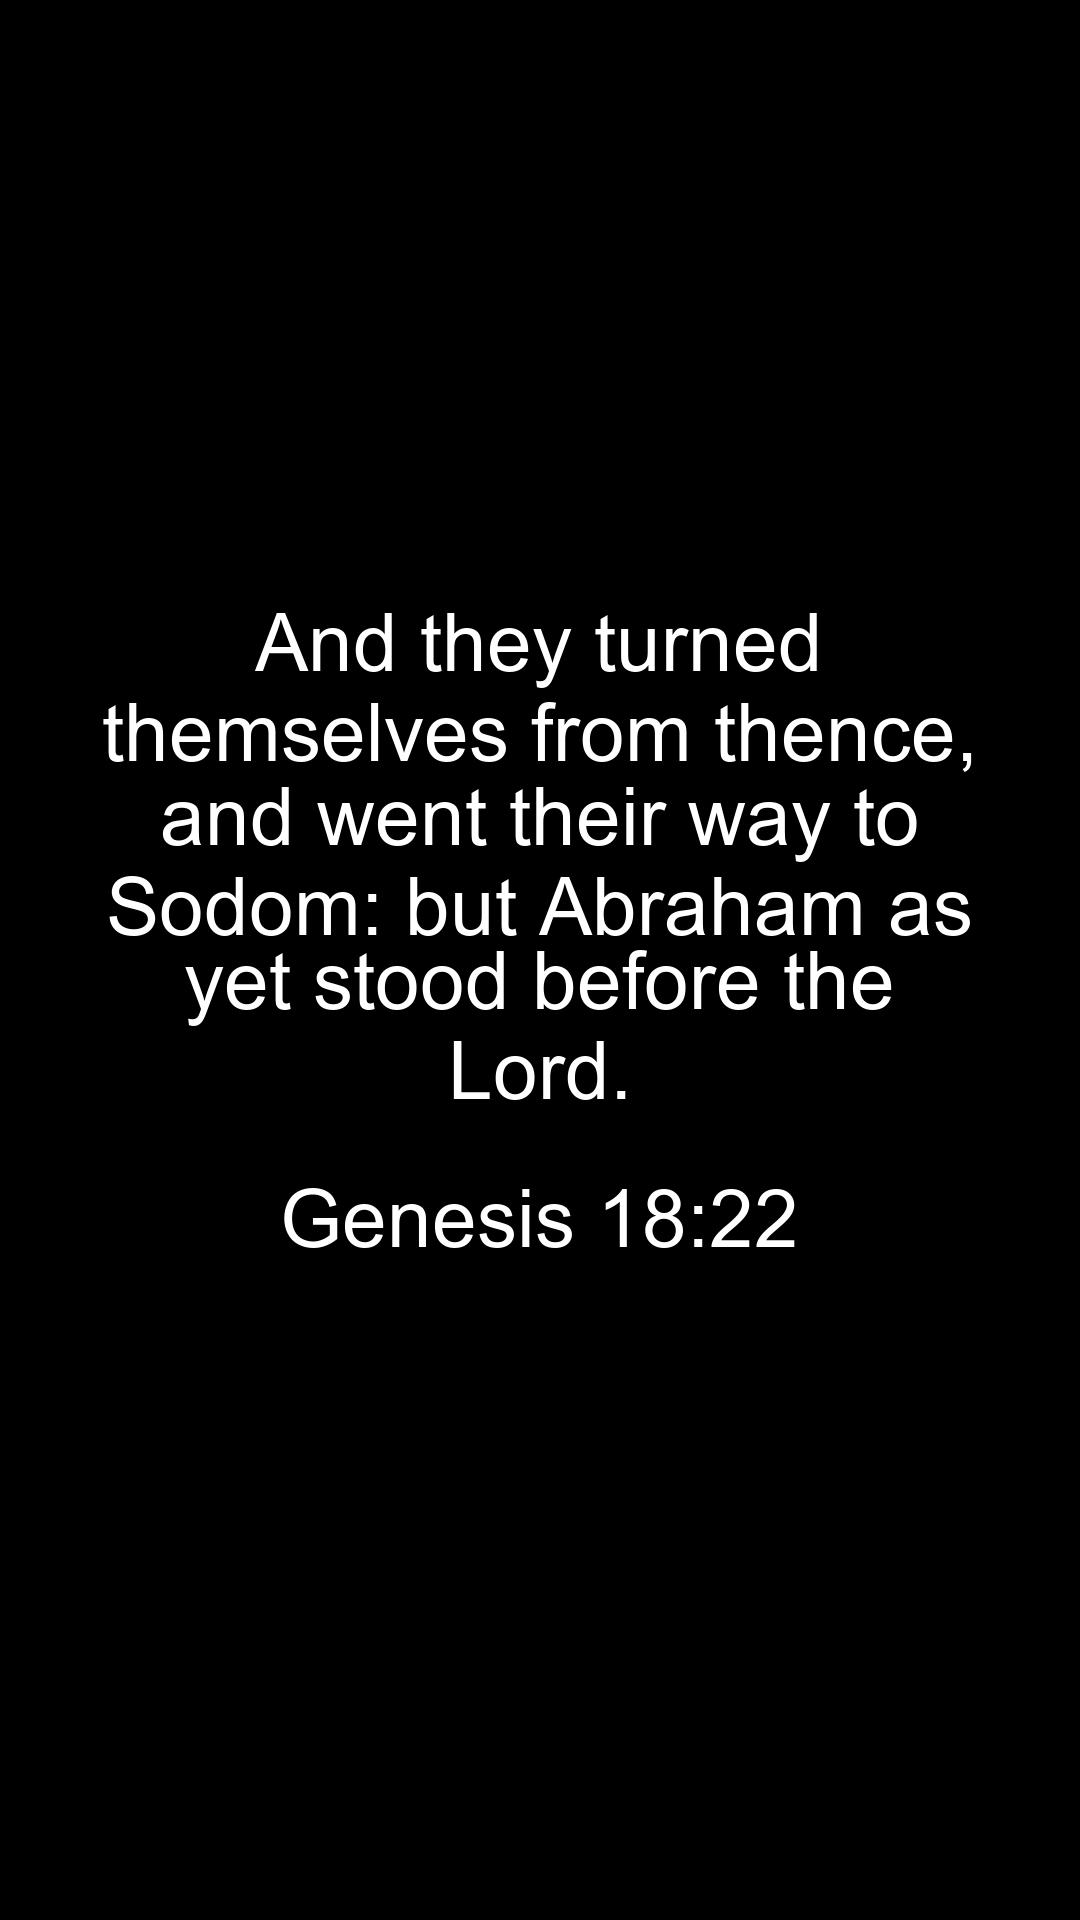 And they turned
themselves from thence,
and went their way to
Sodom: but Abraham as
yet stood before the
Lord.
Genesis 18:22